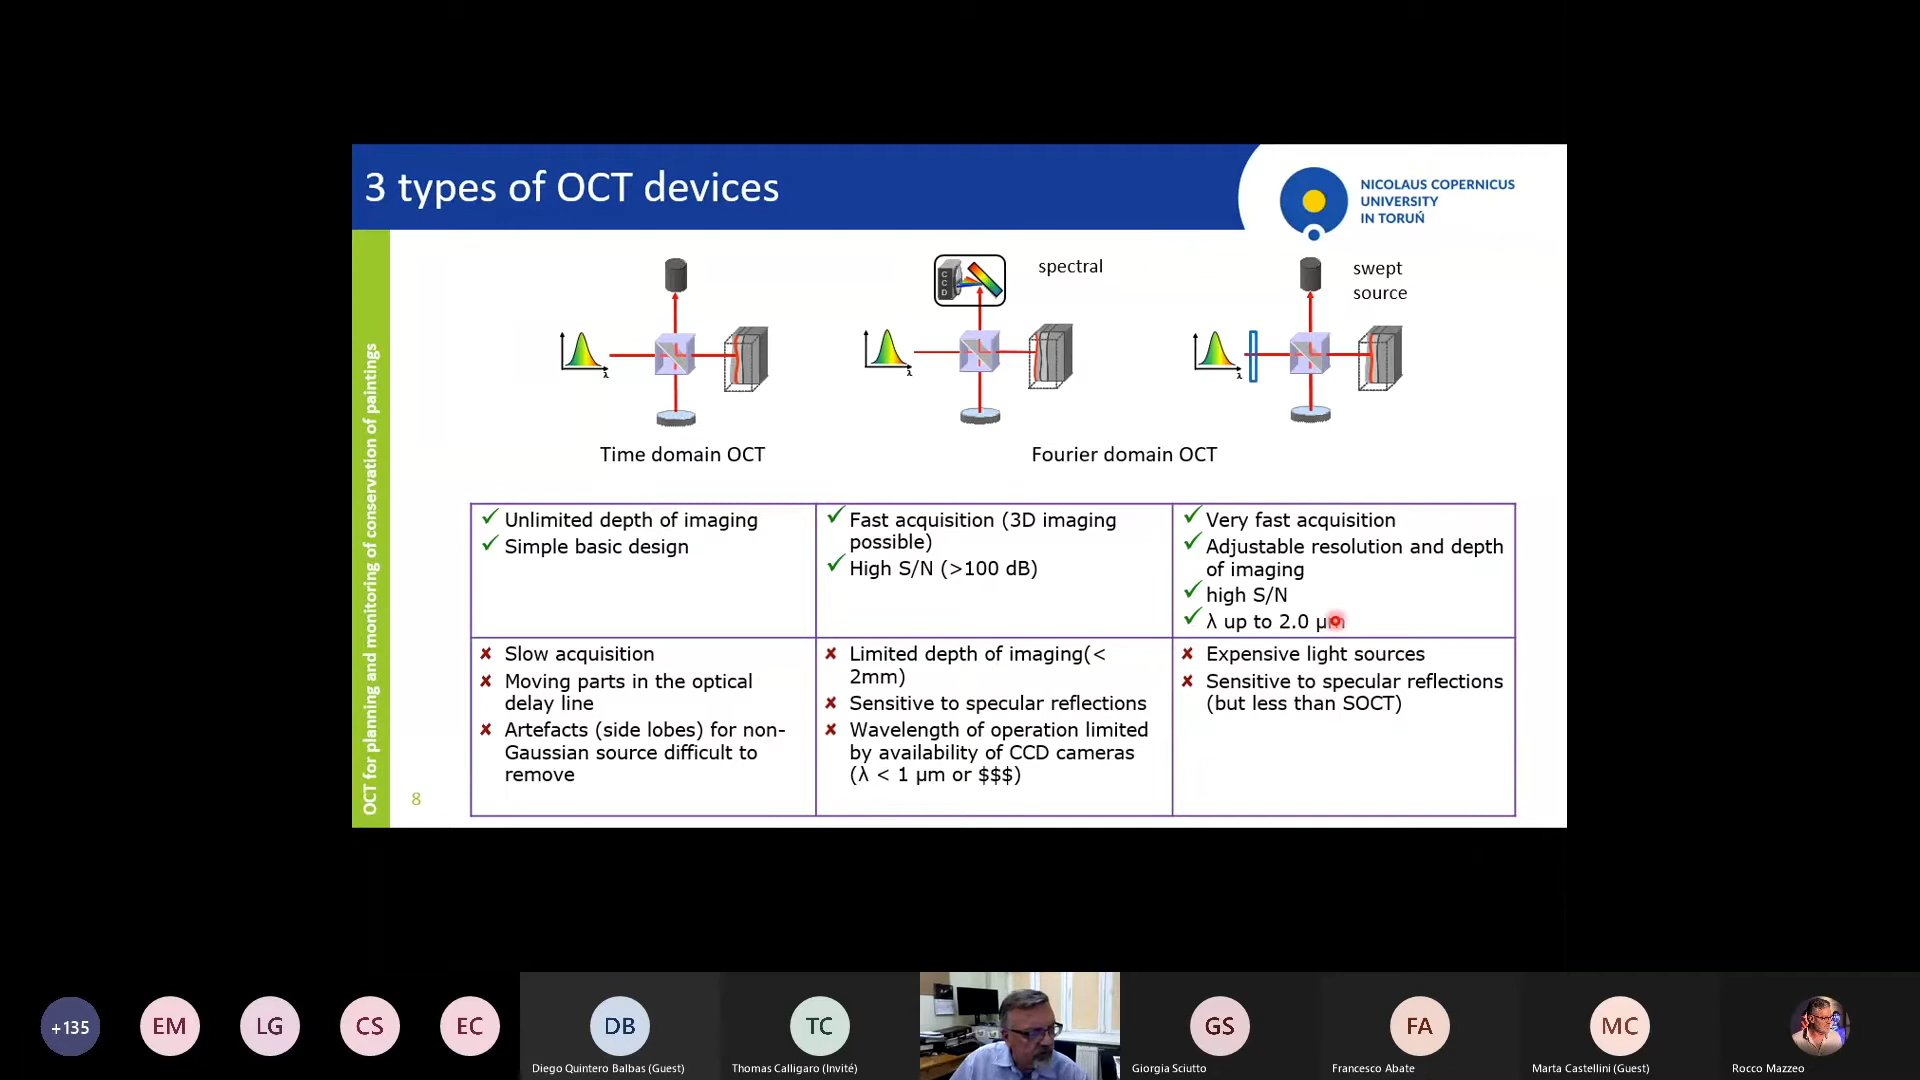 3 types of OCT devices
NICOLAUS COPERNICUS
UNIVERSITY
IN TORUŃ
OCT for planning and monitoring of conservation of paintings
spectral
swept
source
C
C
D
λ
λ
λ
Time domain OCT
Fourier domain OCT
✓ Unlimited depth of imaging
✓ Simple basic design
✓ Fast acquisition (3D imaging
possible)
✓ High S/N (>100 dB)
✓ Very fast acquisition
✓ Adjustable resolution and depth
of imaging
✓ high S/N
✓ λ up to 2.0 μm
✘ Slow acquisition
✘ Moving parts in the optical
delay line
✘ Artefacts (side lobes) for non-
Gaussian source difficult to
remove
✘ Limited depth of imaging(<
2mm)
✘ Sensitive to specular reflections
✘ Wavelength of operation limited
by availability of CCD cameras
(λ < 1 μm or $$$)
✘ Expensive light sources
✘ Sensitive to specular reflections
(but less than SOCT)
8
+135
EM
LG
CS
EC
DB
Diego Quintero Balbas (Guest)
TC
Thomas Calligaro (Invité)
GS
Giorgia Sciutto
FA
Francesco Abate
MC
Marta Castellini (Guest)
Rocco Mazzeo